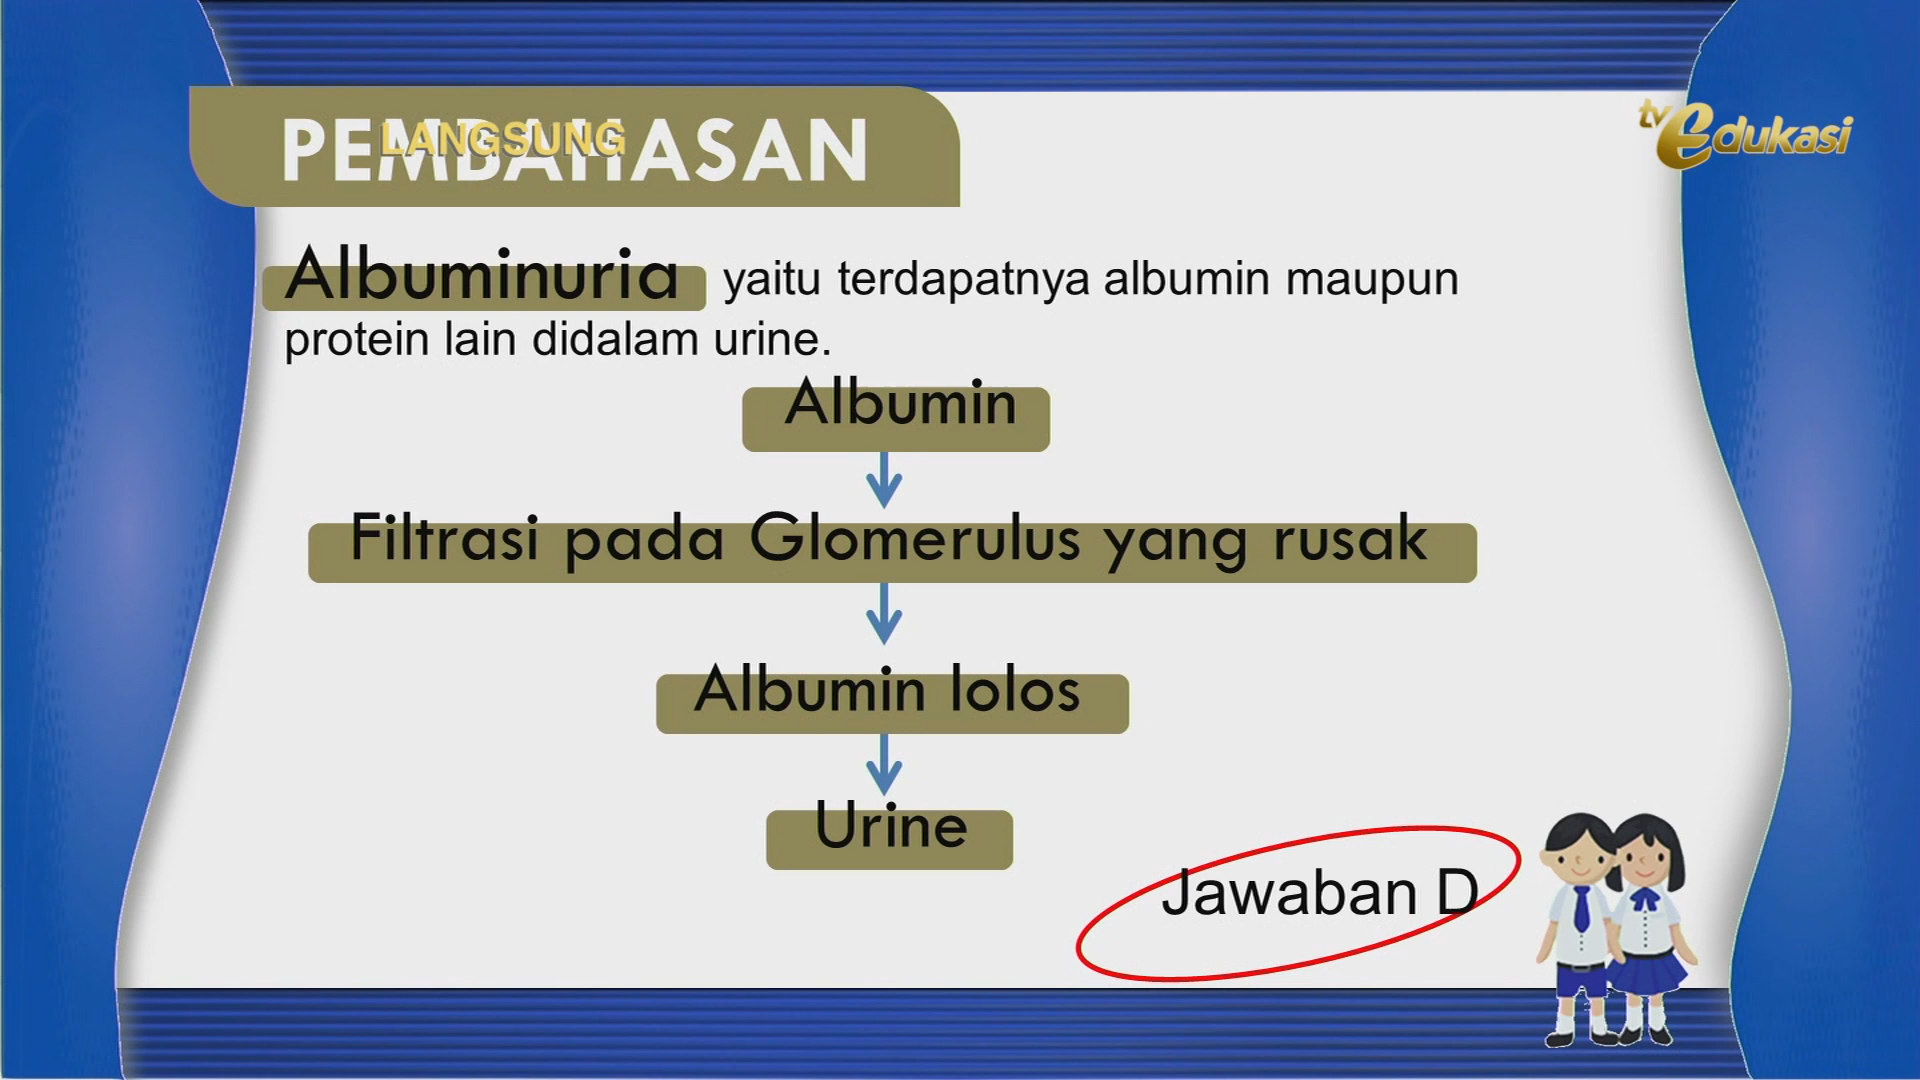 PEMBAHASAN
LANGSUNG
tv edukasi
Albuminuria yaitu terdapatnya albumin maupun
protein lain didalam urine.
Albumin
Filtrasi pada Glomerulus yang rusak
Albumin lolos
Urine
Jawaban D